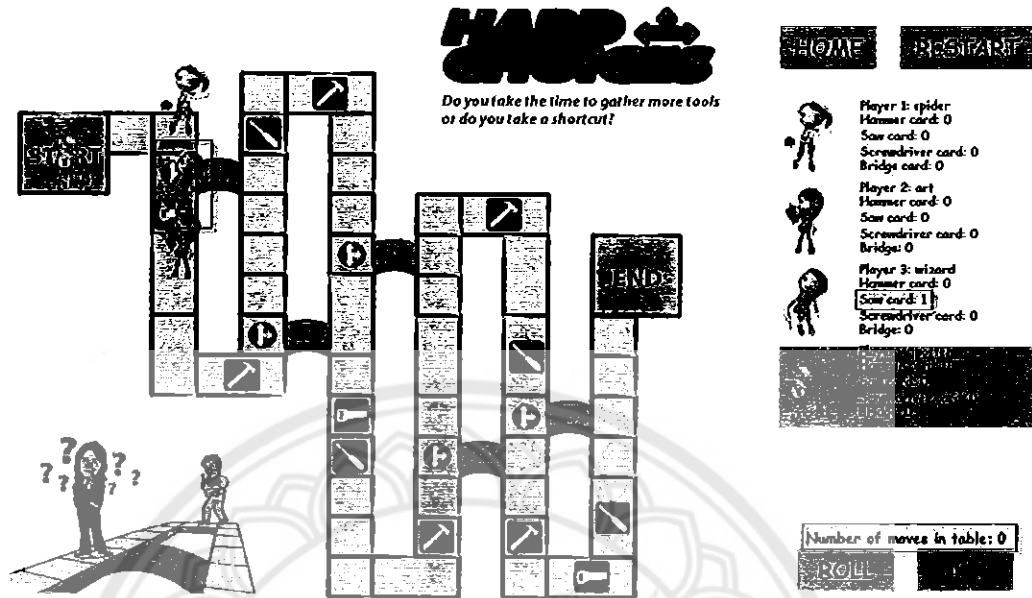 HARD
CHOICES
Do you take the time to gather more tools
or do you take a shortcut?
HOME
RESTART
START
END
Player 1: spider
Hammer card: 0
Saw card: 0
Screwdriver card: 0
Bridge card: 0
Player 2: art
Hammer card: 0
Saw card: 0
Screwdriver card: 0
Bridge: 0
Player 3: wizard
Hammer card: 0
Saw card: 1
Screwdriver card: 0
Bridge: 0
? ? ? ? ? ?
Number of moves in table: 0
ROLL